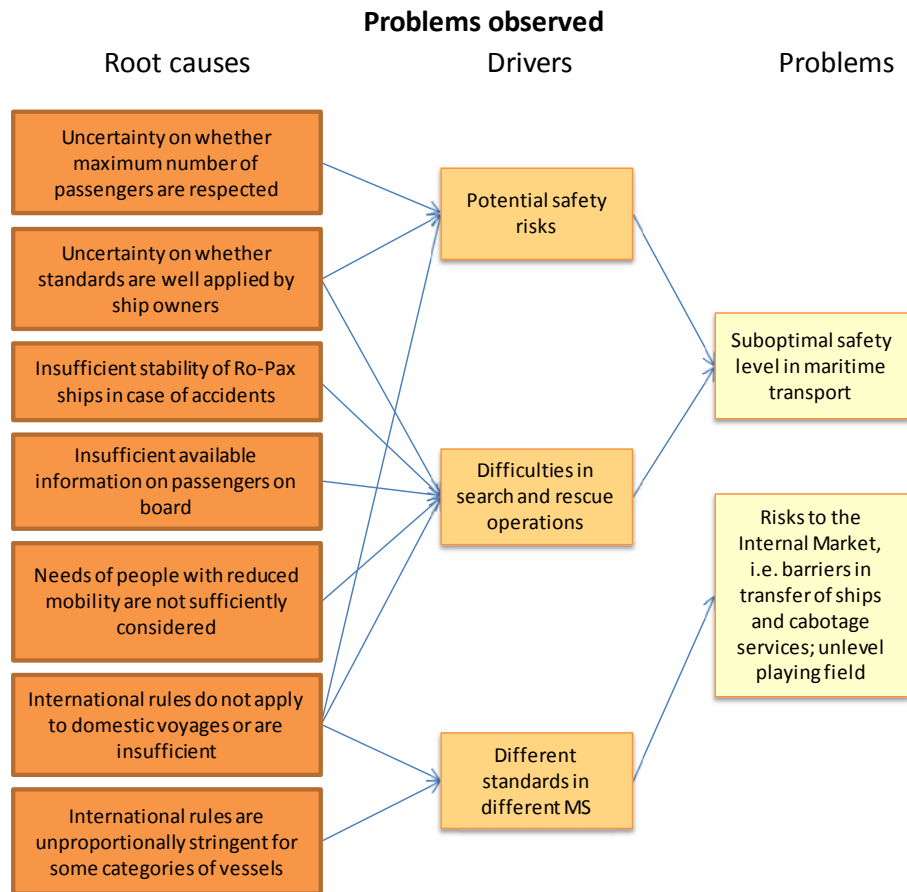 Problems observed
Root causes
Drivers
Problems
Uncertainty on whether
maximum number of
passengers are respected
Uncertainty on whether
standards are well applied by
ship owners
Insufficient stability of Ro-Pax
ships in case of accidents
Insufficient available
information on passengers on
board
Needs of people with reduced
mobility are not sufficiently
considered
International rules do not apply
to domestic voyages or are
insufficient
International rules are
unproportionally stringent for
some categories of vessels
Potential safety
risks
Difficulties in
search and rescue
operations
Different
standards in
different MS
Suboptimal safety
level in maritime
transport
Risks to the
Internal Market,
i.e. barriers in
transfer of ships
and cabotage
services; unlevel
playing field